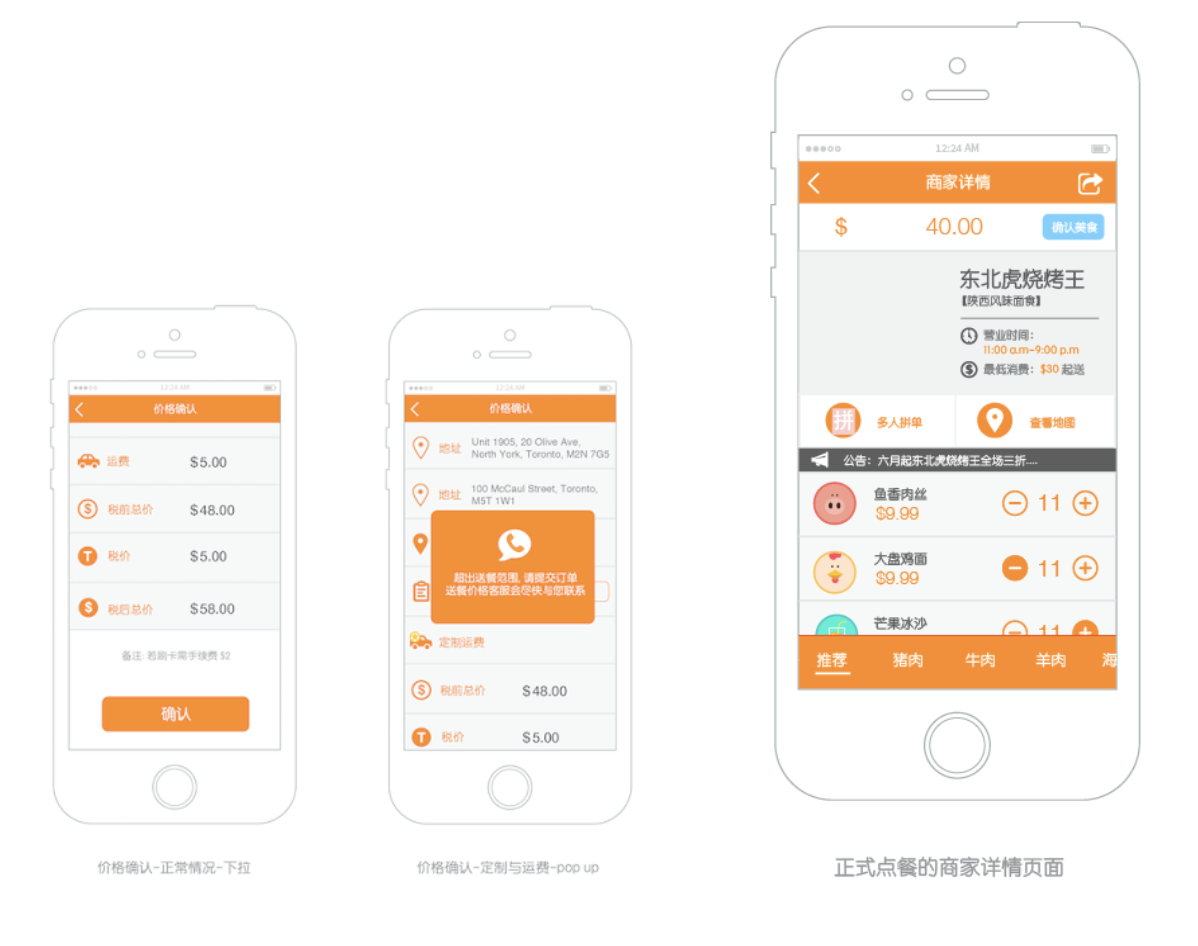 12:24 AM
价格确认
运费 $5.00
税前总价 $48.00
T 税价 $5.00
$ 税后总价 $58.00
备注: 若刷卡需手续费 $2
确认
价格确认-正常情况-下拉
12:24 AM
价格确认
地址 Unit 1905, 20 Olive Ave,
North York, Toronto, M2N 7G5
地址 100 McCaul Street, Toronto,
M5T 1W1
超出送餐范围, 请提交订单
送餐价格客服会尽快与您联系
定制运费
$ 税前总价 $48.00
T 税价 $5.00
价格确认-定制与运费-pop up
12:24 AM
商家详情
$ 40.00 确认美食
东北虎烧烤王
【陕西风味面食】
营业时间:
11:00 a.m-9:00 p.m
$ 最低消费: $30 起送
拼 多人拼单 查看地图
公告: 六月起东北虎烧烤王全场三折....
鱼香肉丝
$9.99 11
大盘鸡面
$9.99 11
芒果冰沙
11
推荐 猪肉 牛肉 羊肉 海
正式点餐的商家详情页面